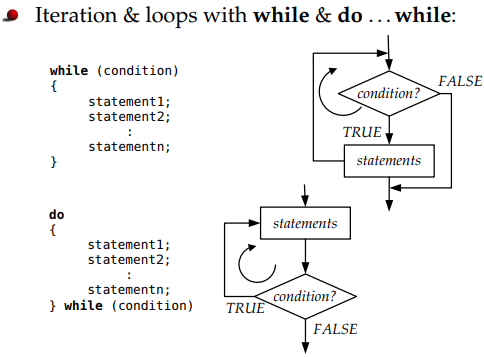 Iteration & loops with while & do ... while:
while (condition)
{
statement1;
statement2;
:
statementn;
}
condition?
FALSE
TRUE
statements
do
{
statement1;
statement2;
:
statementn;
} while (condition)
statements
condition?
TRUE
FALSE